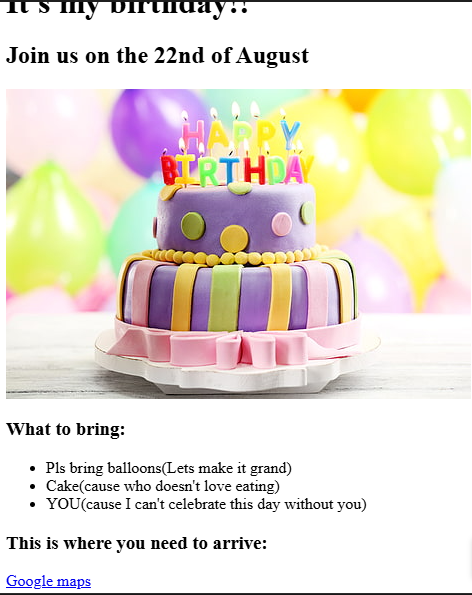 It's my birthday!!
Join us on the 22nd of August
HAPPY
BIRTHDAY
What to bring:
Pls bring balloons(Lets make it grand)
Cake(cause who doesn't love eating)
YOU(cause I can't celebrate this day without you)
This is where you need to arrive:
Google maps